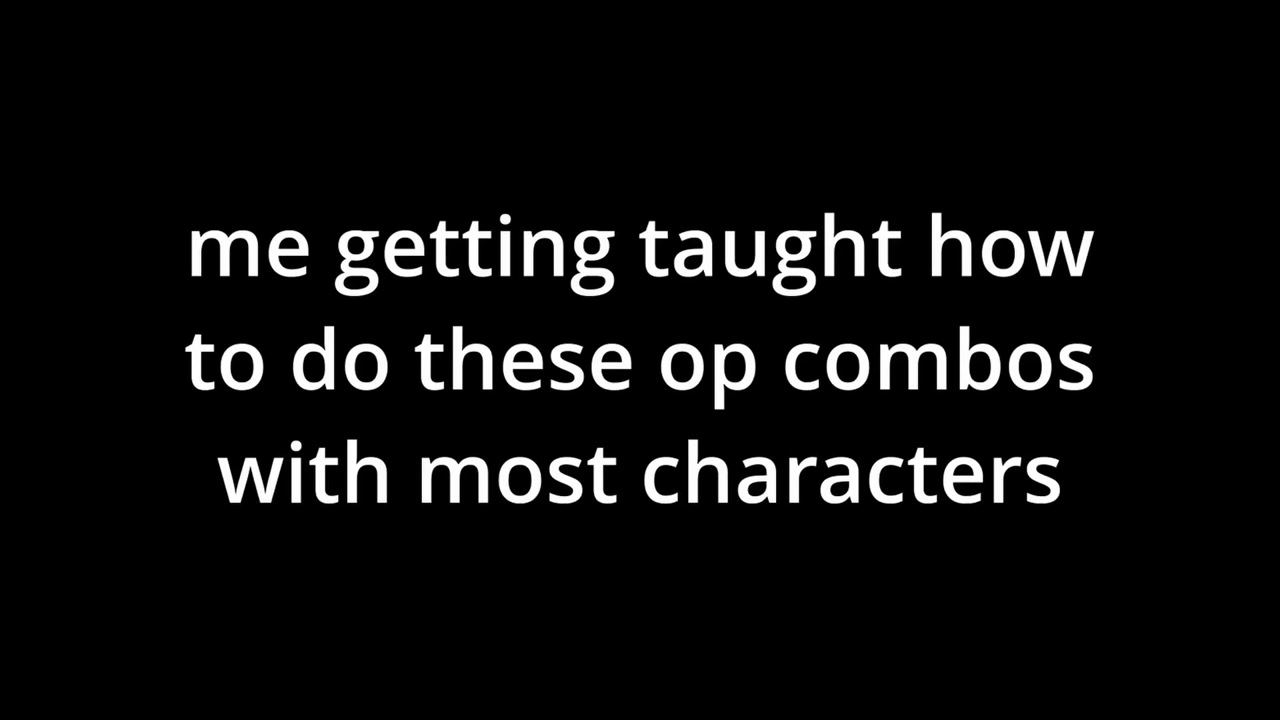 me getting taught how
to do these op combos
with most characters